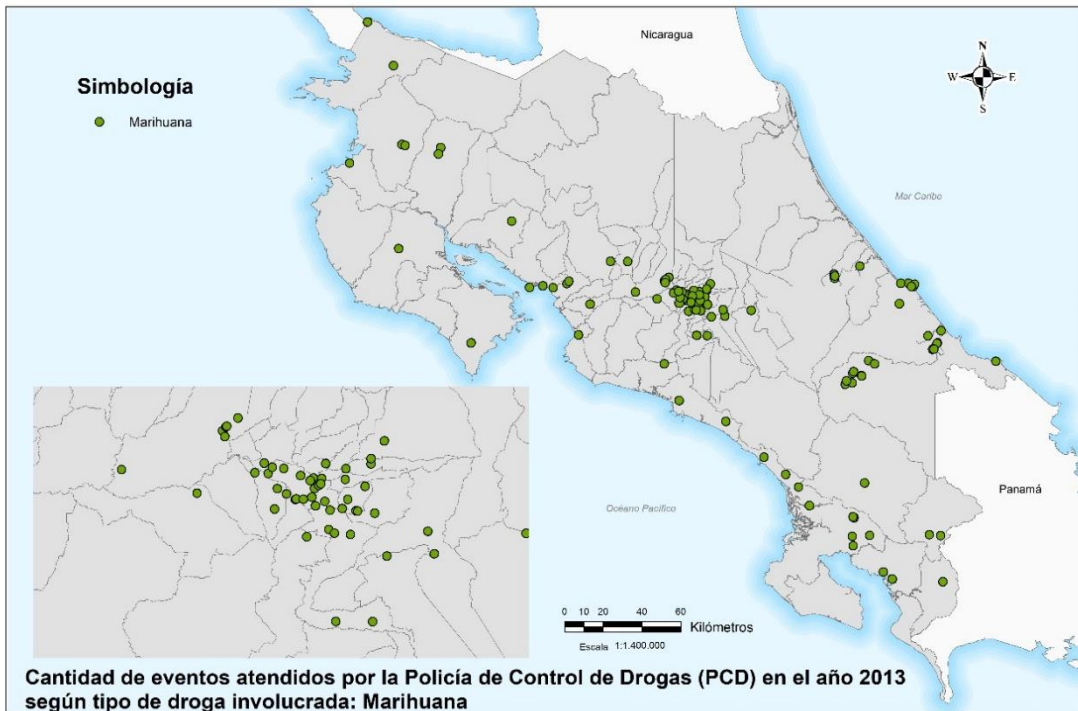 Nicaragua
N
W E
S
Simbología
Marihuana
Mar Caribe
Panamá
Océano Pacífico
0 10 20 40 60
Kilómetros
Escala 1:1.400.000
Cantidad de eventos atendidos por la Policía de Control de Drogas (PCD) en el año 2013
según tipo de droga involucrada: Marihuana